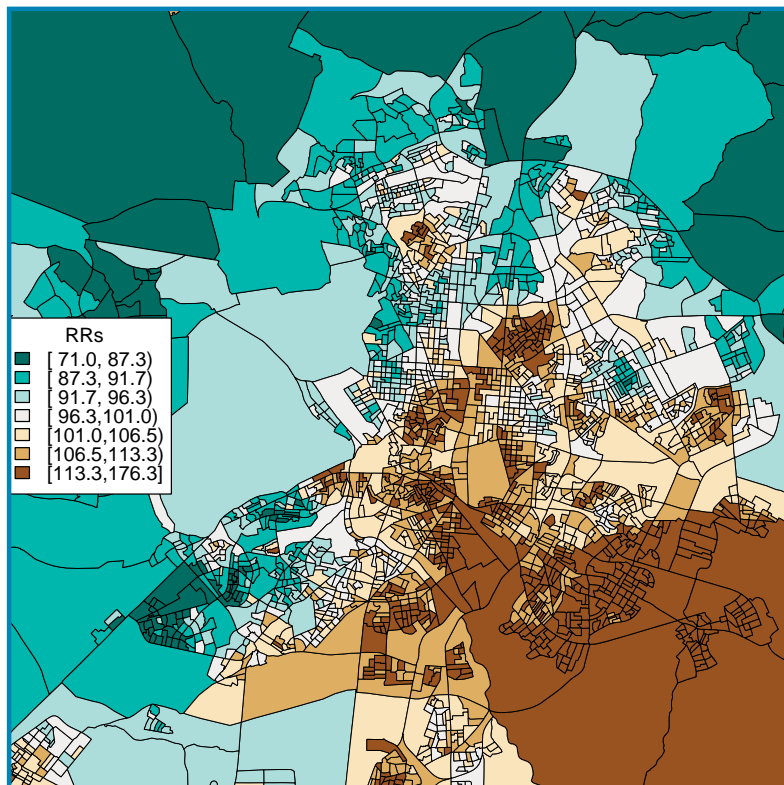 RRs
[ 71.0, 87.3)
[ 87.3, 91.7)
[ 91.7, 96.3)
[ 96.3,101.0)
[101.0,106.5)
[106.5,113.3)
[113.3,176.3]